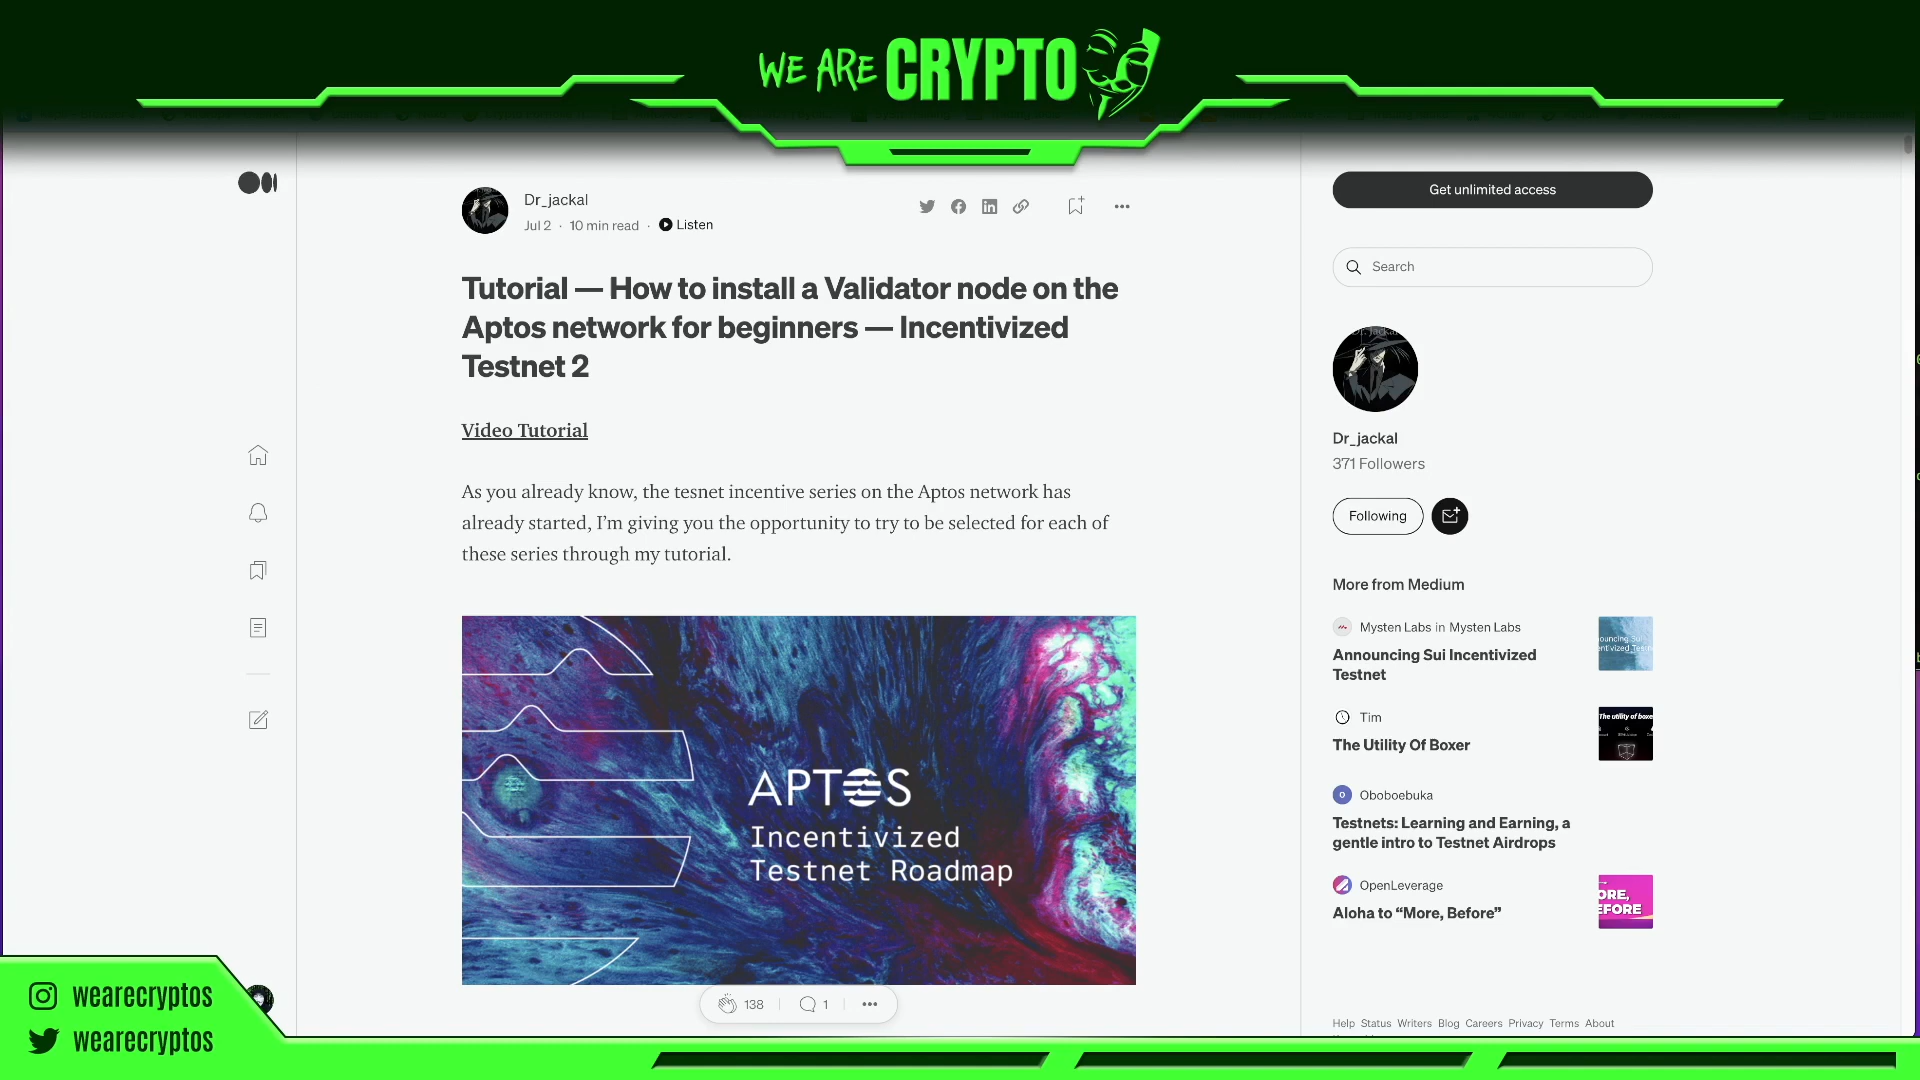 WE ARE CRYPTO
Dr_jackal
Jul 2 · 10 min read · Listen
Tutorial — How to install a Validator node on the
Aptos network for beginners — Incentivized
Testnet 2
Video Tutorial
As you already know, the tesnet incentive series on the Aptos network has
already started, I’m giving you the opportunity to try to be selected for each of
these series through my tutorial.
APTOS
Incentivized
Testnet Roadmap
138
1
Get unlimited access
Search
Dr_jackal
371 Followers
Following
More from Medium
Mysten Labs in Mysten Labs
Announcing Sui Incentivized
Testnet
Tim
The Utility Of Boxer
The utility of boxe
Oboboebuka
Testnets: Learning and Earning, a
gentle intro to Testnet Airdrops
OpenLeverage
Aloha to “More, Before”
ORE,
EFORE
Help Status Writers Blog Careers Privacy Terms About
wearecryptos
wearecryptos